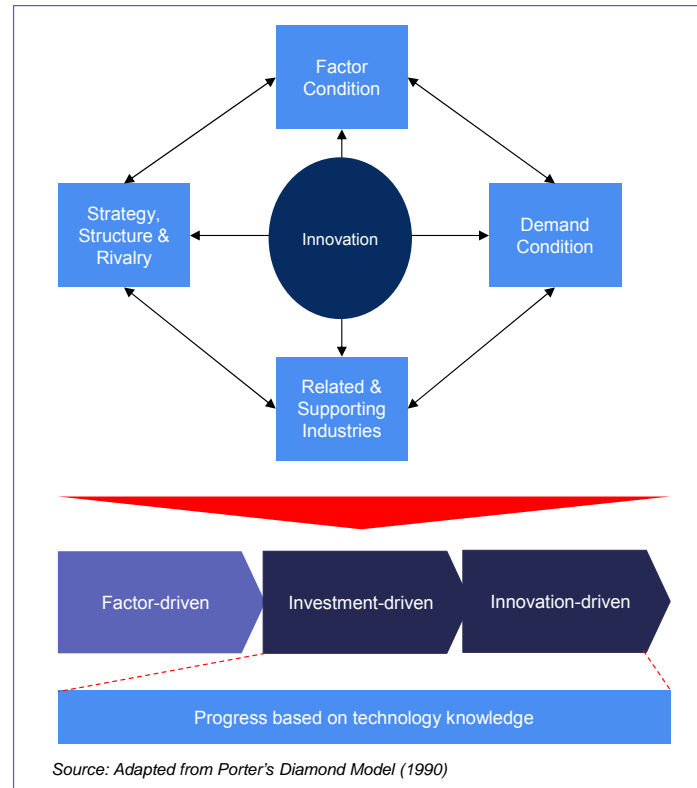 Factor
Condition
Strategy,
Structure &
Rivalry
Innovation
Demand
Condition
Related &
Supporting
Industries
Factor-driven
Investment-driven
Innovation-driven
Progress based on technology knowledge
Source: Adapted from Porter's Diamond Model (1990)